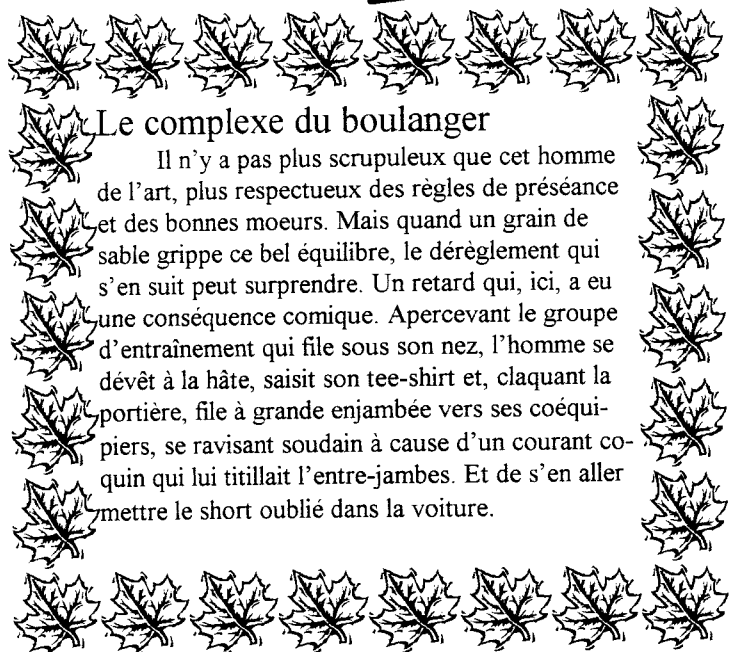 Le complexe du boulanger
Il n'y a pas plus scrupuleux que cet homme
de l'art, plus respectueux des règles de préséance
et des bonnes moeurs. Mais quand un grain de
sable grippe ce bel équilibre, le dérèglement qui
s'en suit peut surprendre. Un retard qui, ici, a eu
une conséquence comique. Apercevant le groupe
d'entraînement qui file sous son nez, l'homme se
dévêt à la hâte, saisit son tee-shirt et, claquant la
portière, file à grande enjambée vers ses coéqui-
piers, se ravisant soudain à cause d'un courant co-
quin qui lui titillait l'entre-jambes. Et de s'en aller
mettre le short oublié dans la voiture.